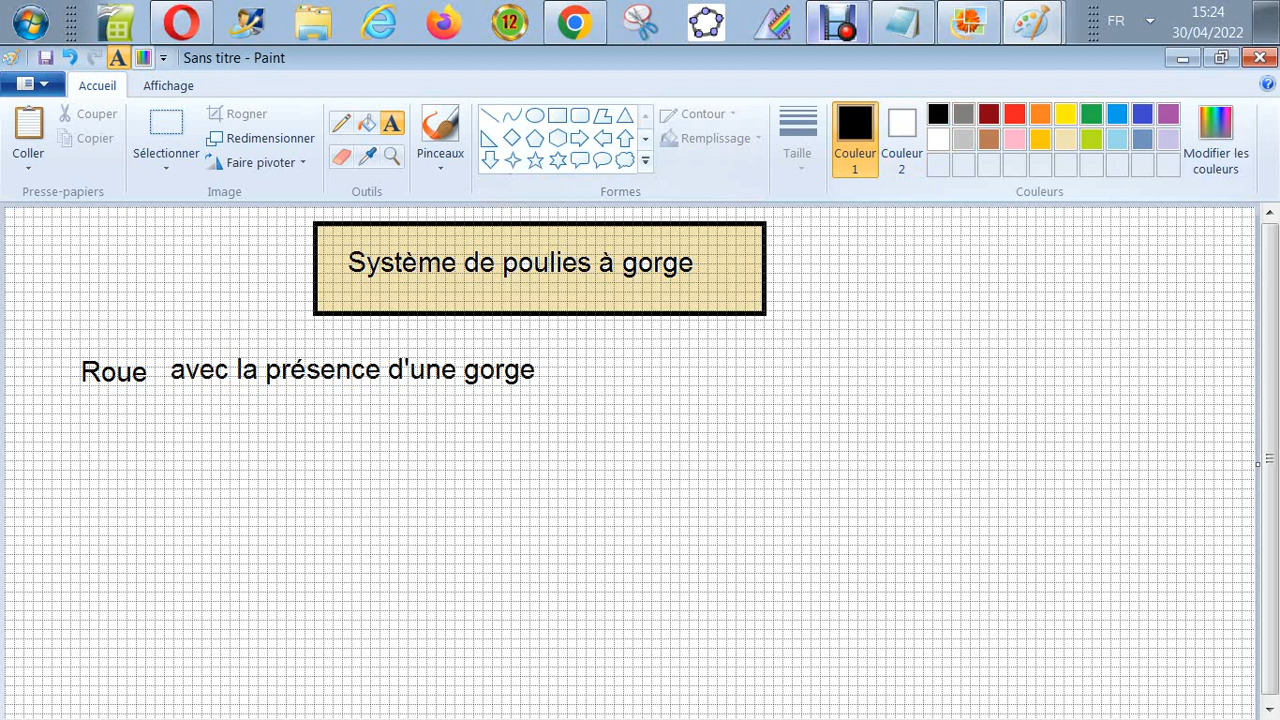 12
FR
15:24
30/04/2022
Sans titre - Paint
Accueil
Affichage
Coller
Couper
Copier
Presse-papiers
Sélectionner
Rogner
Redimensionner
Faire pivoter
Image
A
Outils
Pinceaux
Contour
Remplissage
Formes
Taille
Couleur 1
Couleur 2
Modifier les couleurs
Couleurs
Système de poulies à gorge
Roue avec la présence d'une gorge